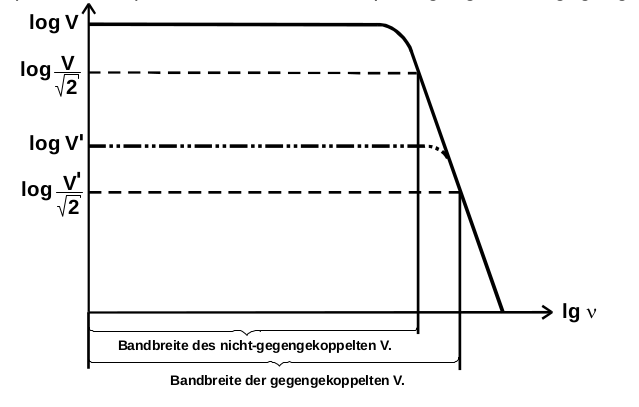 log V
log V/√2
log V'
log V'/√2
lg ν
Bandbreite des nicht-gegengekoppelten V.
Bandbreite der gegengekoppelten V.